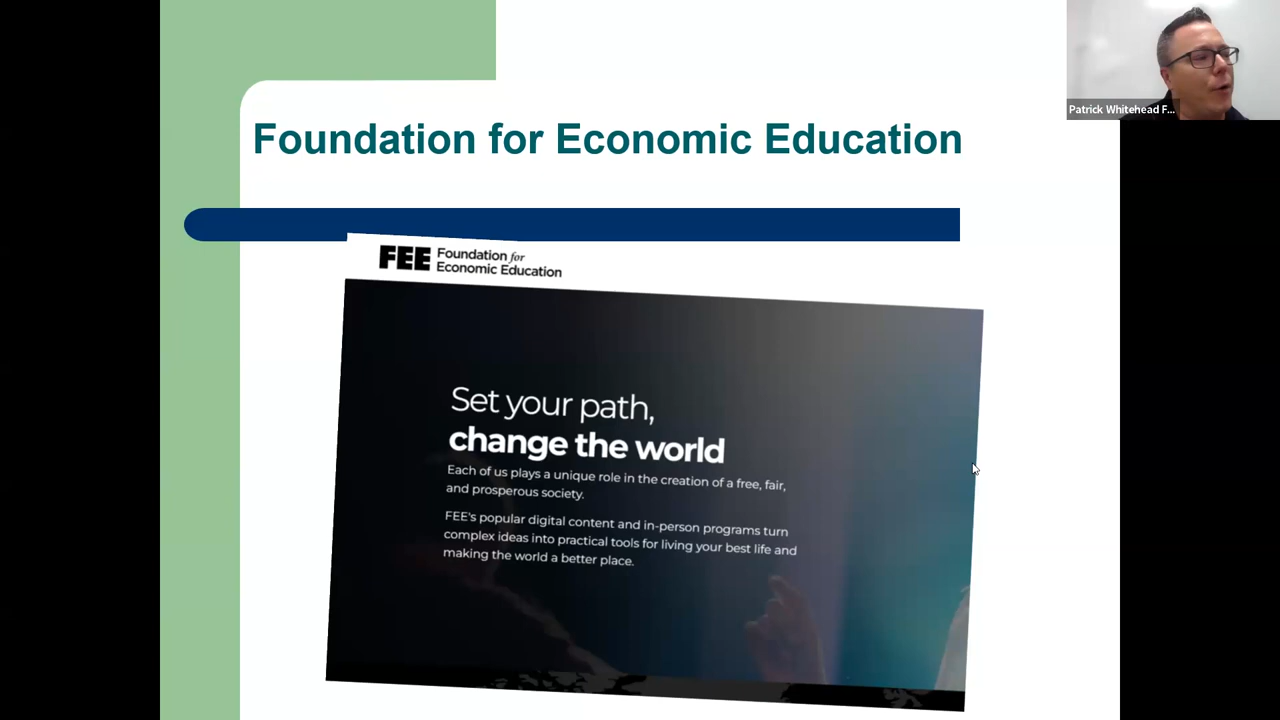 Foundation for Economic Education
Patrick Whitehead F...
FEE Foundation for
Economic Education
Set your path,
change the world
Each of us plays a unique role in the creation of a free, fair,
and prosperous society.
FEE's popular digital content and in-person programs turn
complex ideas into practical tools for living your best life and
making the world a better place.